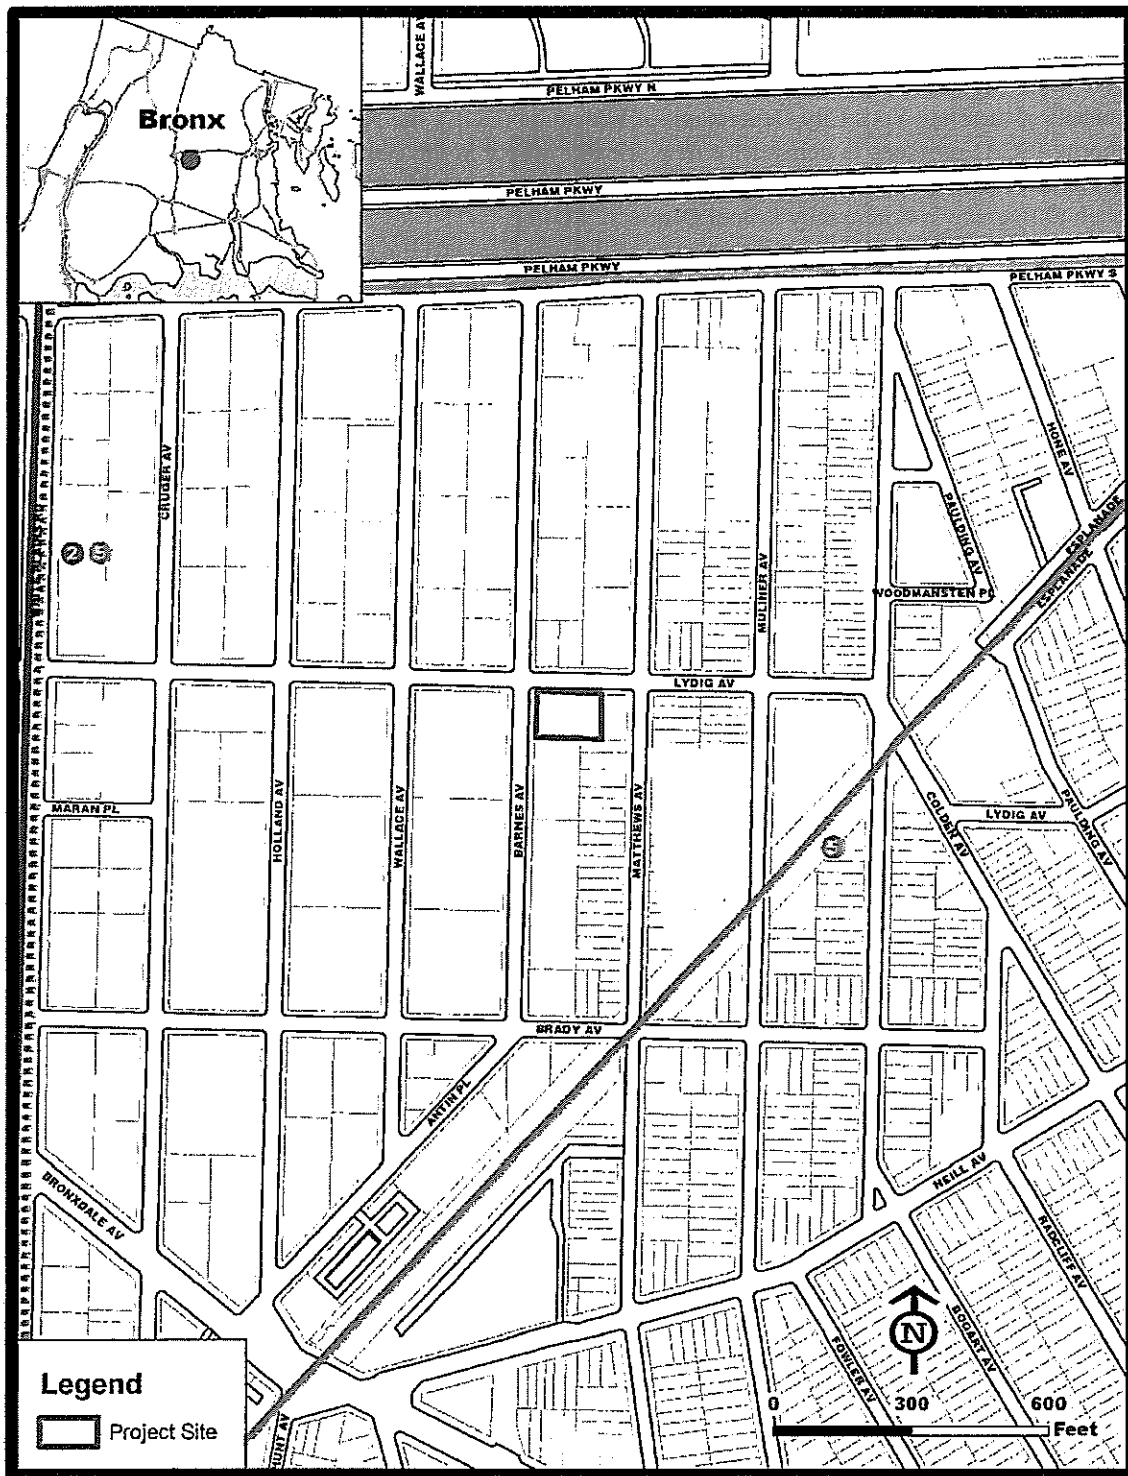 WALLACE AV
PELHAM PKWY N
Bronx
PELHAM PKWY
PELHAM PKWY
PELHAM PKWY S
CRUGER AV
HONE AV
PAULDING AV
ESPLANADE
ESPLANADE
MULINER AV
WOODMANSTEN PL
LYDIG AV
MARAN PL
HOLLAND AV
WALLACE AV
BARNES AV
MATTHEWS AV
COLDEN AV
LYDIG AV
PAULDING AV
BRADY AV
ANTIN PL
BRONXDALE AV
NEILL AV
RADCLIFF AV
BOGART AV
FOWLER AV
HUNT AV
N
Legend
Project Site
0 300 600
Feet